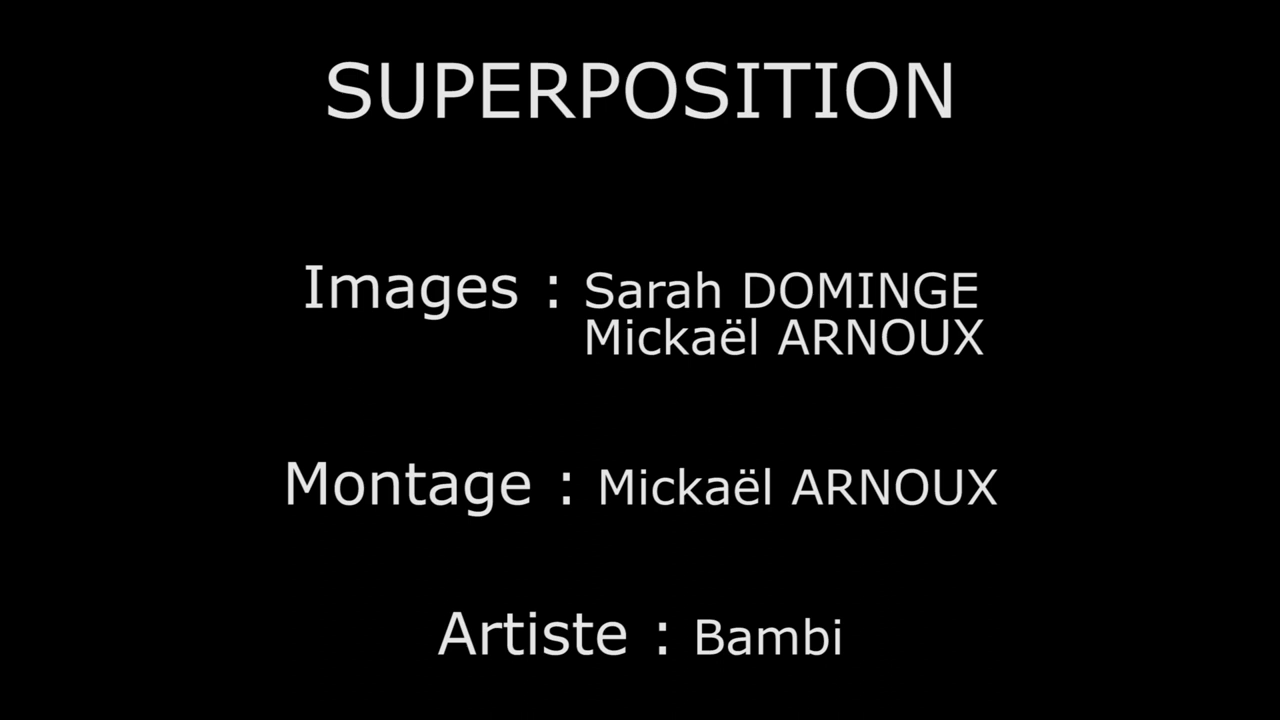 SUPERPOSITION
Images : Sarah DOMINGE
Mickaël ARNOUX
Montage : Mickaël ARNOUX
Artiste : Bambi